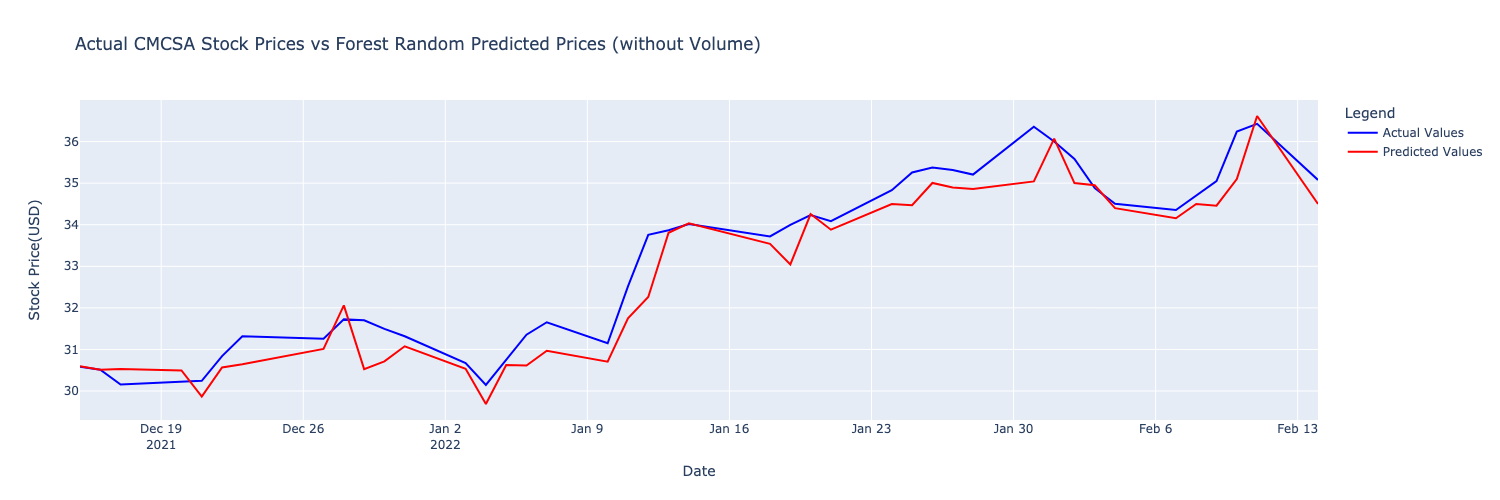 Actual CMCSA Stock Prices vs Forest Random Predicted Prices (without Volume)
Legend
Actual Values
Predicted Values
Stock Price(USD)
36
35
34
33
32
31
30
Dec 19
2021
Dec 26
Jan 2
2022
Jan 9
Jan 16
Jan 23
Jan 30
Feb 6
Feb 13
Date